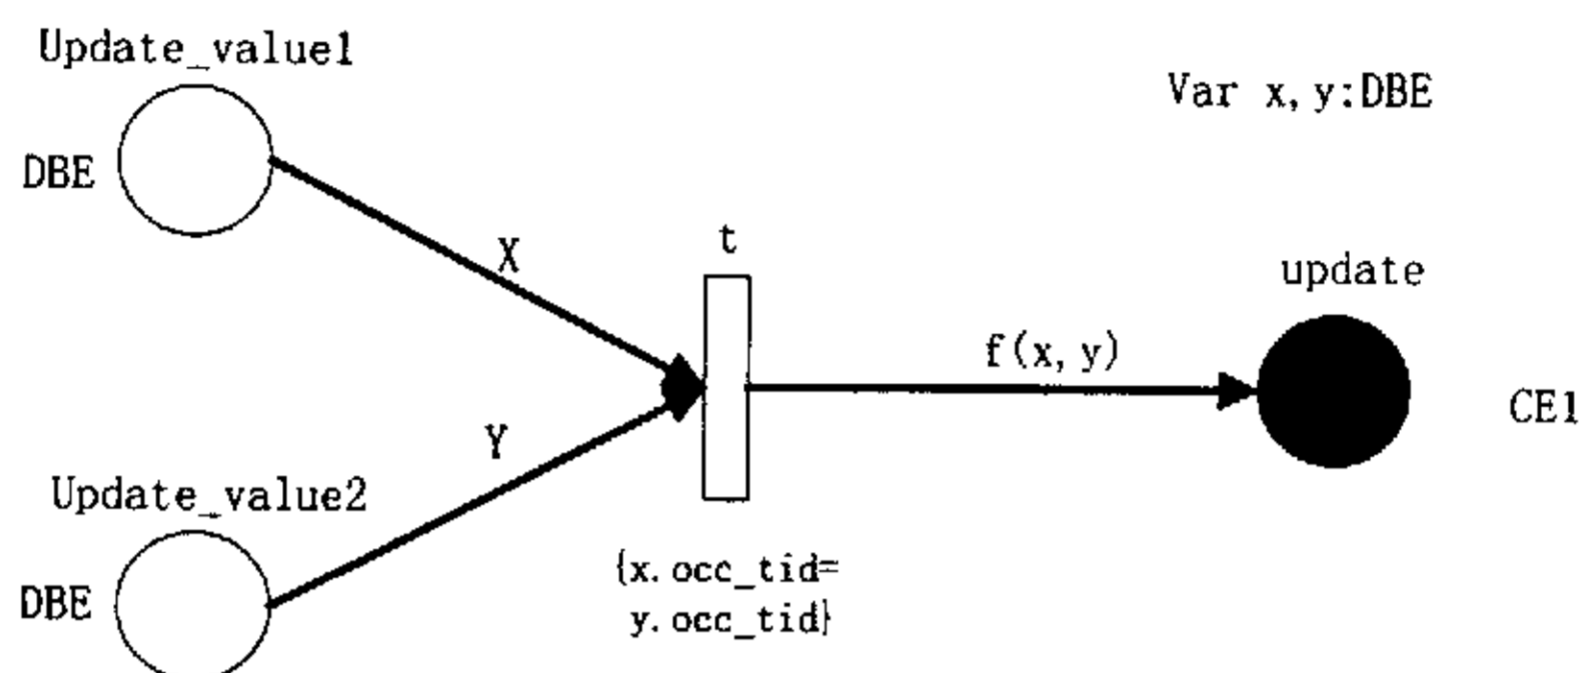 Update_value1
Var x, y:DBE
DBE
X
t
update
f(x, y)
CE1
Y
Update_value2
DBE
{x. occ_tid=
y. occ_tid}